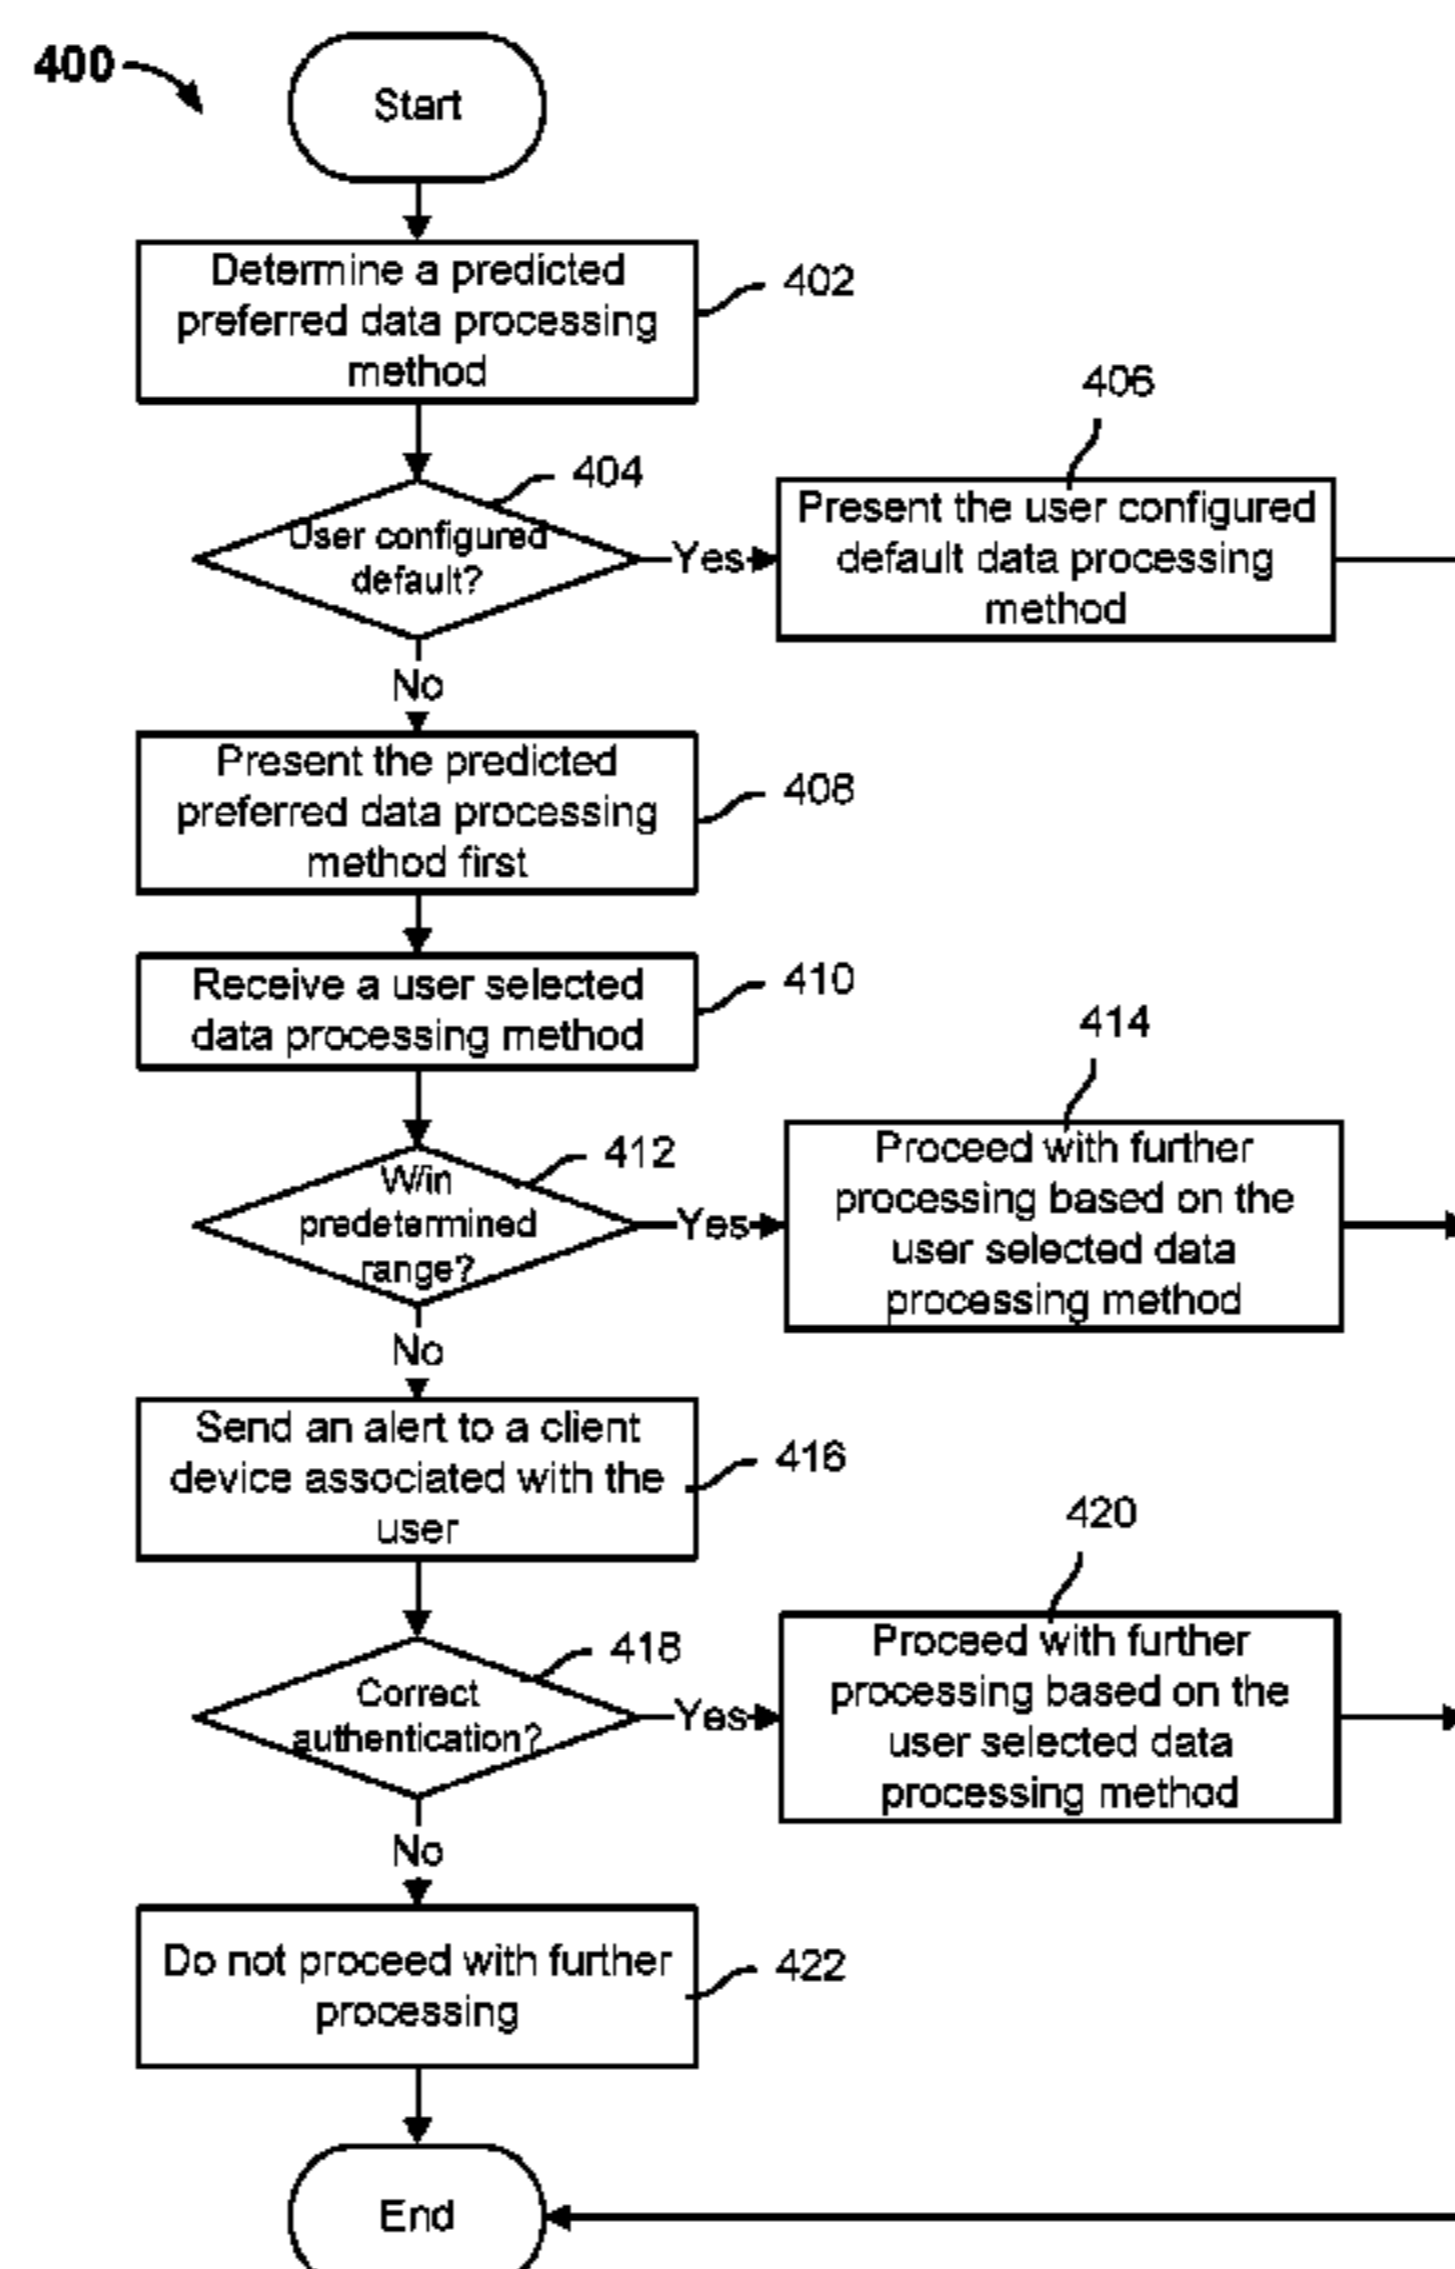 400
Start
Determine a predicted
preferred data processing
method
402
404
User configured
default?
Yes
406
Present the user configured
default data processing
method
No
Present the predicted
preferred data processing
method first
408
Receive a user selected
data processing method
410
412
W/in
predetermined
range?
Yes
414
Proceed with further
processing based on the
user selected data
processing method
No
Send an alert to a client
device associated with the
user
416
418
Correct
authentication?
Yes
420
Proceed with further
processing based on the
user selected data
processing method
No
Do not proceed with further
processing
422
End